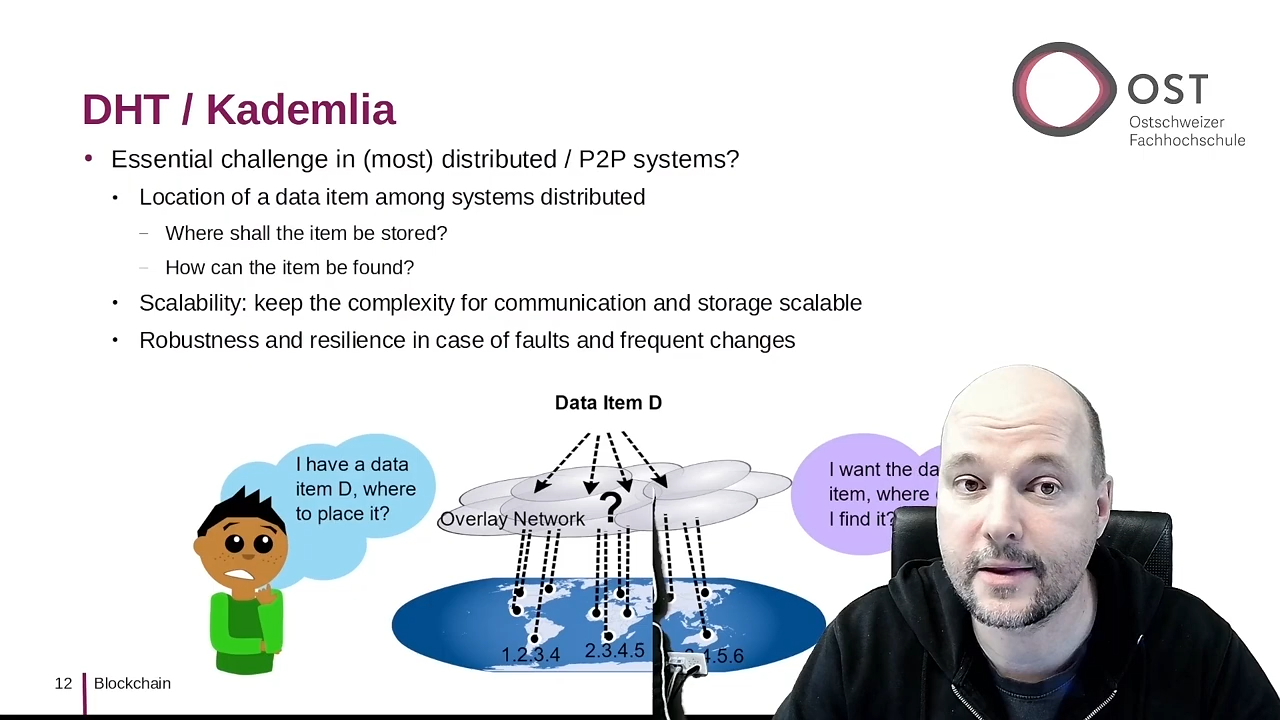 OST
Ostschweizer
Fachhochschule
DHT / Kademlia
• Essential challenge in (most) distributed / P2P systems?
• Location of a data item among systems distributed
– Where shall the item be stored?
– How can the item be found?
• Scalability: keep the complexity for communication and storage scalable
• Robustness and resilience in case of faults and frequent changes
Data Item D
I have a data
item D, where
to place it?
?
Overlay Network
I want the
item, where
I find it?
1.2.3.4
2.3.4.5
.5.6
12
Blockchain